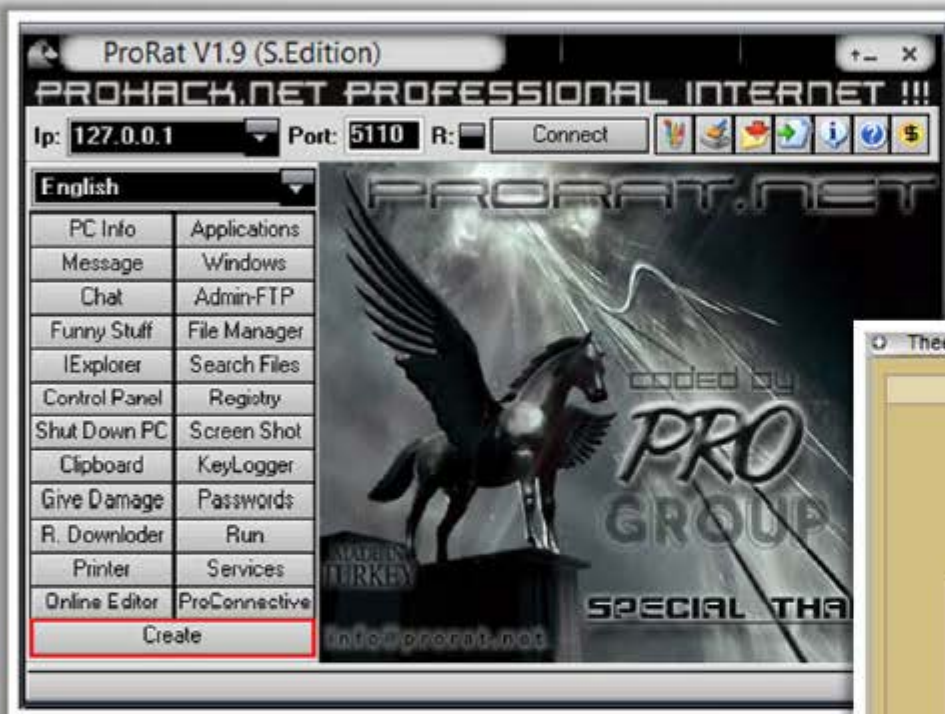 ProRat V1.9 (S.Edition)
PROHACK.NET PROFESSIONAL INTERNET !!!
Ip: 127.0.0.1 Port: 5110 R: Connect
English
PC Info Applications
Message Windows
Chat Admin-FTP
Funny Stuff File Manager
IExplorer Search Files
Control Panel Registry
Shut Down PC Screen Shot
Clipboard KeyLogger
Give Damage Passwords
R. Downloder Run
Printer Services
Online Editor ProConnective
Create
PRORAT.NET
CODED BY
PRO
GROUP
MADE IN
TURKEY
SPECIAL THA
info@prorat.net
Thee